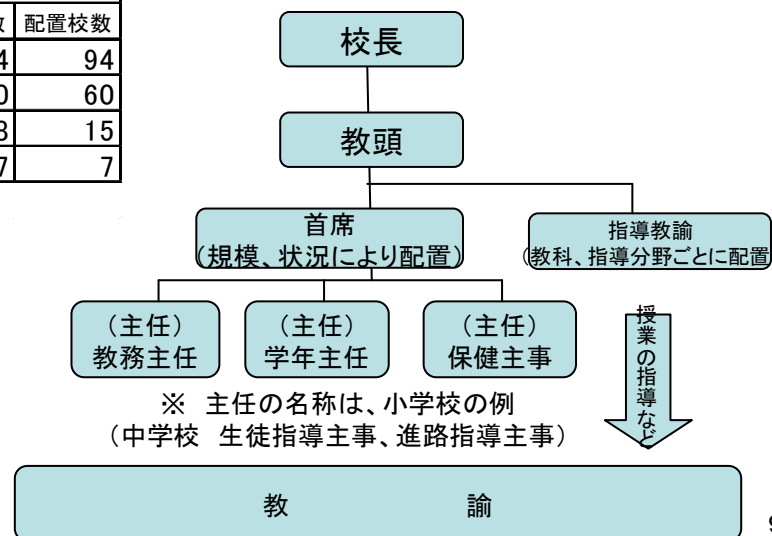 配置校数
4 94
0 60
3 15
7 7
校長
教頭
首席
(規模、状況により配置)
指導教諭
(教科、指導分野ごとに配置
(主任)
教務主任
(主任)
学年主任
(主任)
保健主事
授業の指導など
※ 主任の名称は、小学校の例
(中学校 生徒指導主事、進路指導主事)
教 諭